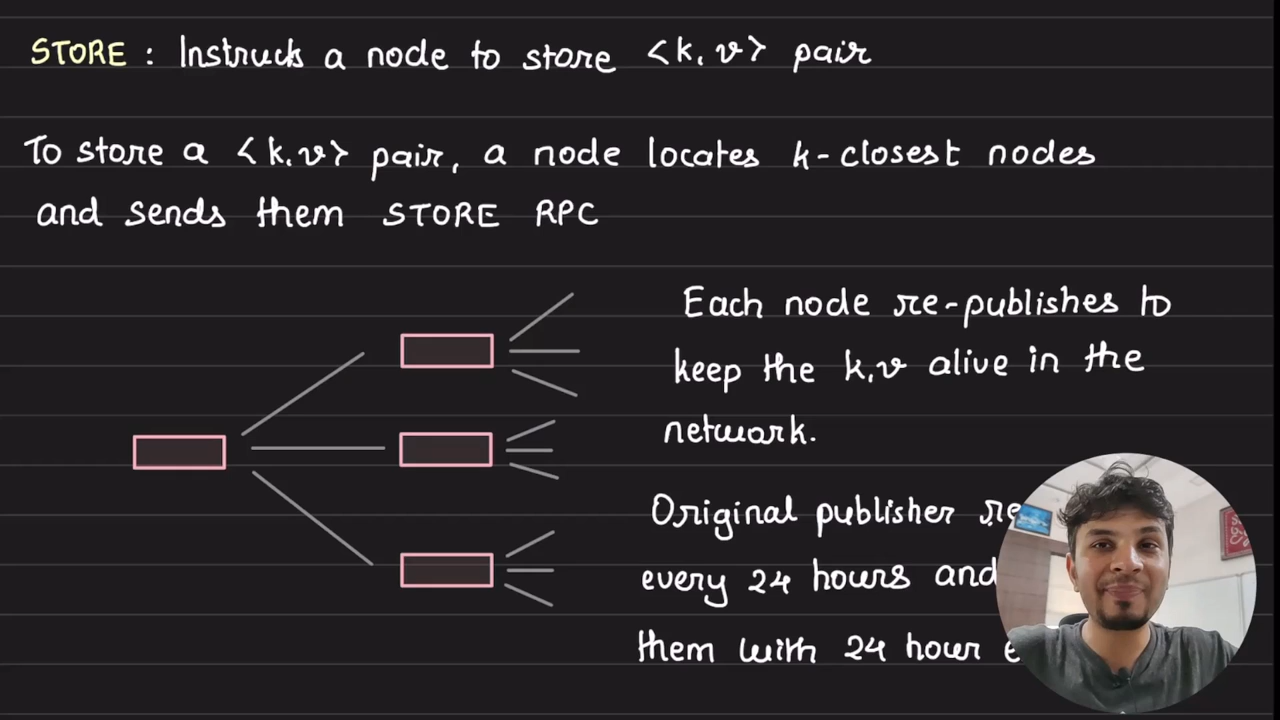 STORE : Instruck a node to store <k, v> pair
To store a <k,v> pair, a node locates k-closest nodes
and sends them STORE RPC
Each node re-publishes to
keep the k,v alive in the
network.
Original publisher
every 24 hours and
them with 24 hour